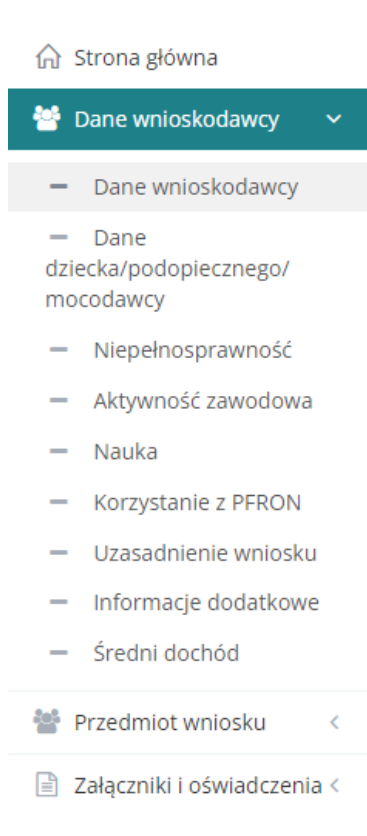 Strona główna
Dane wnioskodawcy
Dane wnioskodawcy
Dane
dziecka/podopiecznego/
mocodawcy
Niepełnosprawność
Aktywność zawodowa
Nauka
Korzystanie z PFRON
Uzasadnienie wniosku
Informacje dodatkowe
Średni dochód
Przedmiot wniosku
Załączniki i oświadczenia